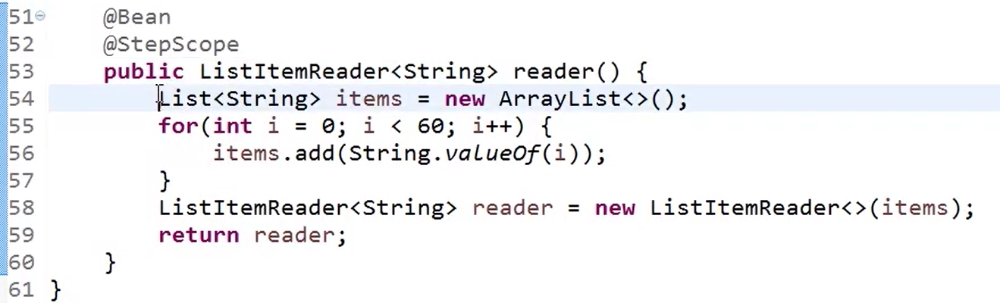 51 @Bean
52 @StepScope
53 public ListItemReader<String> reader() {
54 List<String> items = new ArrayList<>();
55 for(int i = 0; i < 60; i++) {
56 items.add(String.valueOf(i));
57 }
58 ListItemReader<String> reader = new ListItemReader<>(items);
59 return reader;
60 }
61 }